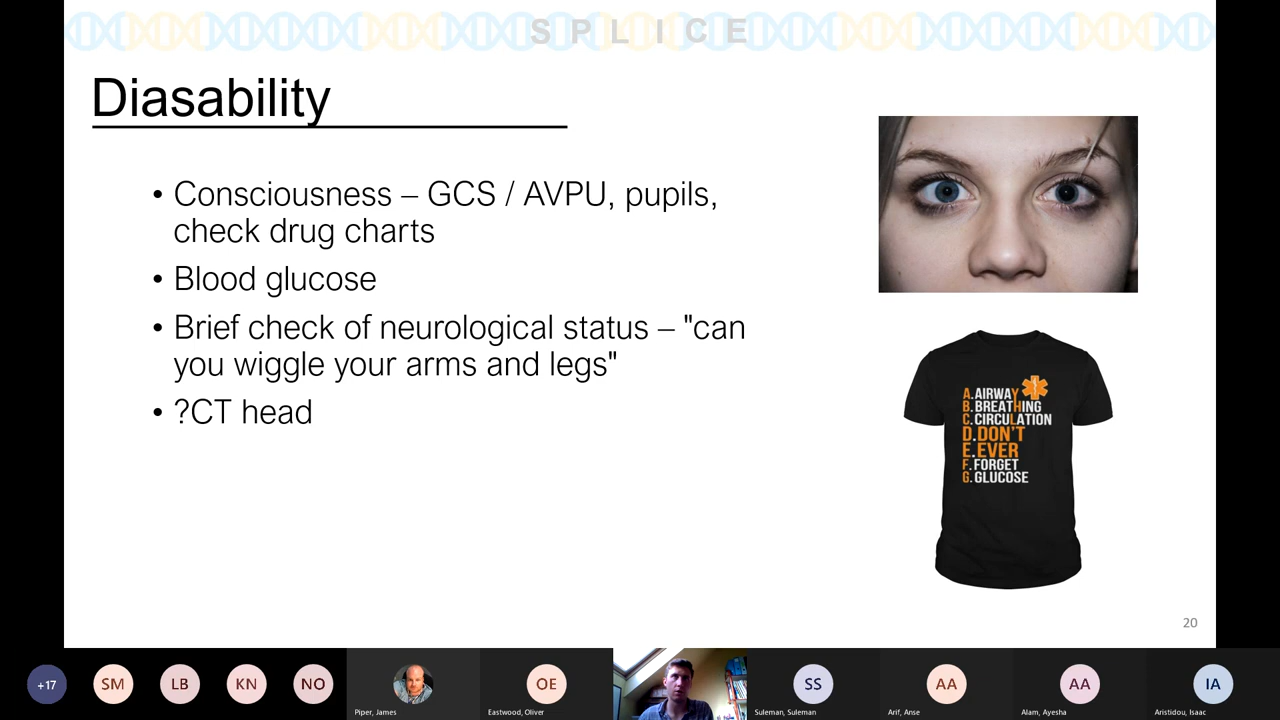 SPLICE
Diasability
• Consciousness – GCS / AVPU, pupils,
check drug charts
• Blood glucose
• Brief check of neurological status – "can
you wiggle your arms and legs"
• ?CT head
A.AIRWAY
B.BREATHING
C.CIRCULATION
D.DON'T
E.EVER
F.FORGET
G.GLUCOSE
20
+17
SM
LB
KN
NO
Piper, James
OE
Eastwood, Oliver
SS
Suleman, Suleman
AA
Arif, Anse
AA
Alam, Ayesha
IA
Aristidou, Isaac